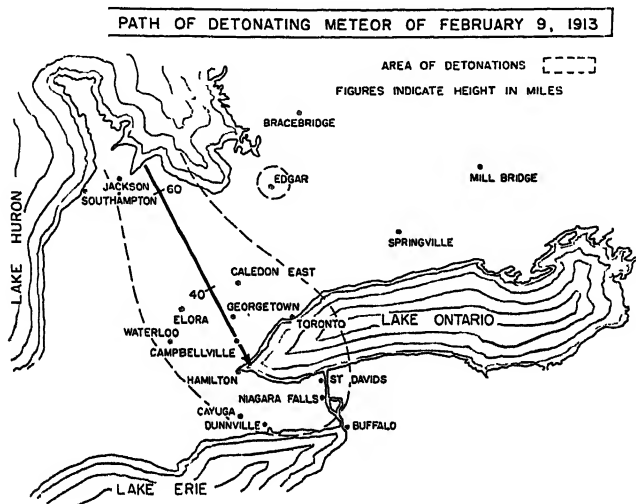 PATH OF DETONATING METEOR OF FEBRUARY 9, 1913
AREA OF DETONATIONS
FIGURES INDICATE HEIGHT IN MILES
BRACEBRIDGE
EDGAR
MILL BRIDGE
JACKSON
60
SOUTHAMPTON
LAKE HURON
SPRINGVILLE
CALEDON EAST
40
GEORGETOWN
ELORA
TORONTO
LAKE ONTARIO
WATERLOO
CAMPBELLVILLE
HAMILTON
ST DAVIDS
NIAGARA FALLS
CAYUGA
DUNNVILLE
BUFFALO
LAKE ERIE